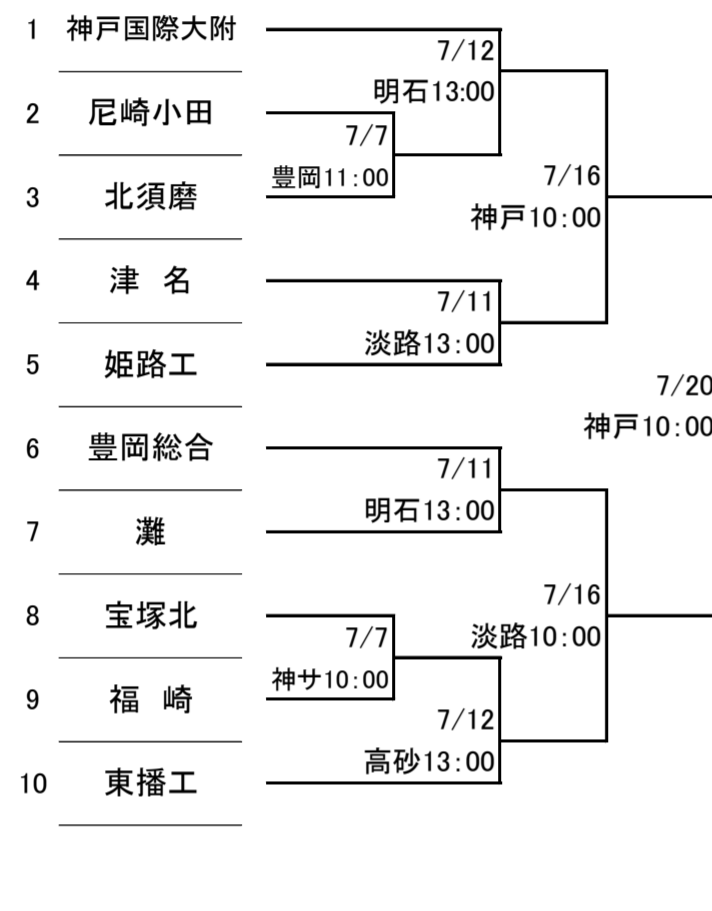 1 神戸国際大附
7/12
明石13:00
2 尼崎小田
7/7
豊岡11:00
3 北須磨
7/16
神戸10:00
4 津 名
7/11
淡路13:00
5 姫路工
7/20
神戸10:00
6 豊岡総合
7/11
明石13:00
7 灘
8 宝塚北
7/16
淡路10:00
7/7
神サ10:00
9 福 崎
7/12
高砂13:00
10 東播工